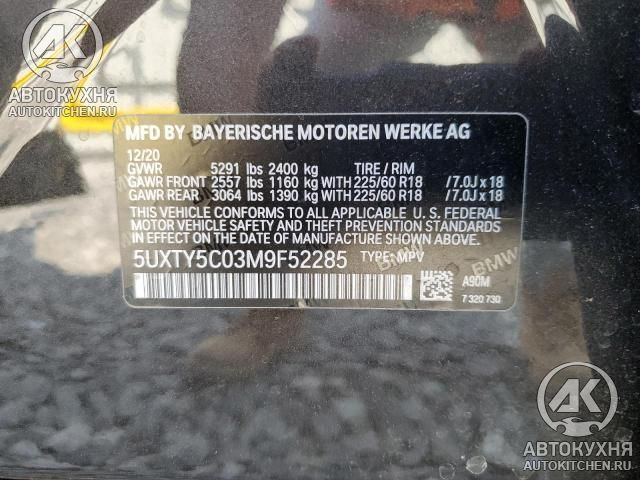 АК
АВТОКУХНЯ
AUTOKITCHEN.RU
MFD BY BAYERISCHE MOTOREN WERKE AG
12/20
GVWR 5291 lbs 2400 kg TIRE / RIM
GAWR FRONT 2557 lbs 1160 kg WITH 225/60 R18 /7.0J x 18
GAWR REAR 3064 lbs 1390 kg WITH 225/60 R18 /7.0J x 18
THIS VEHICLE CONFORMS TO ALL APPLICABLE U. S. FEDERAL
MOTOR VEHICLE SAFETY, BUMPER, AND THEFT PREVENTION
STANDARDS IN EFFECT ON THE DATE OF MANUFACTURE SHOWN ABOVE.
5UXTY5C03M9F52285 TYPE: MPV
A90M
7 320 730
АК
АВТОКУХНЯ
AUTOKITCHEN.RU